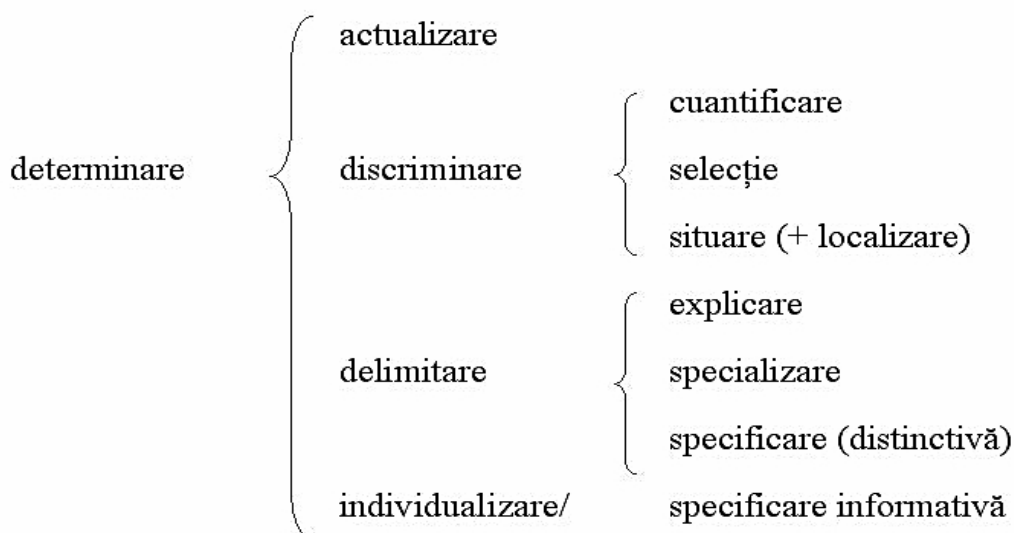 actualizare
cuantificare
determinare discriminare selecție
situare (+ localizare)
explicare
delimitare specializare
specificare (distinctivă)
individualizare/ specificare informativă